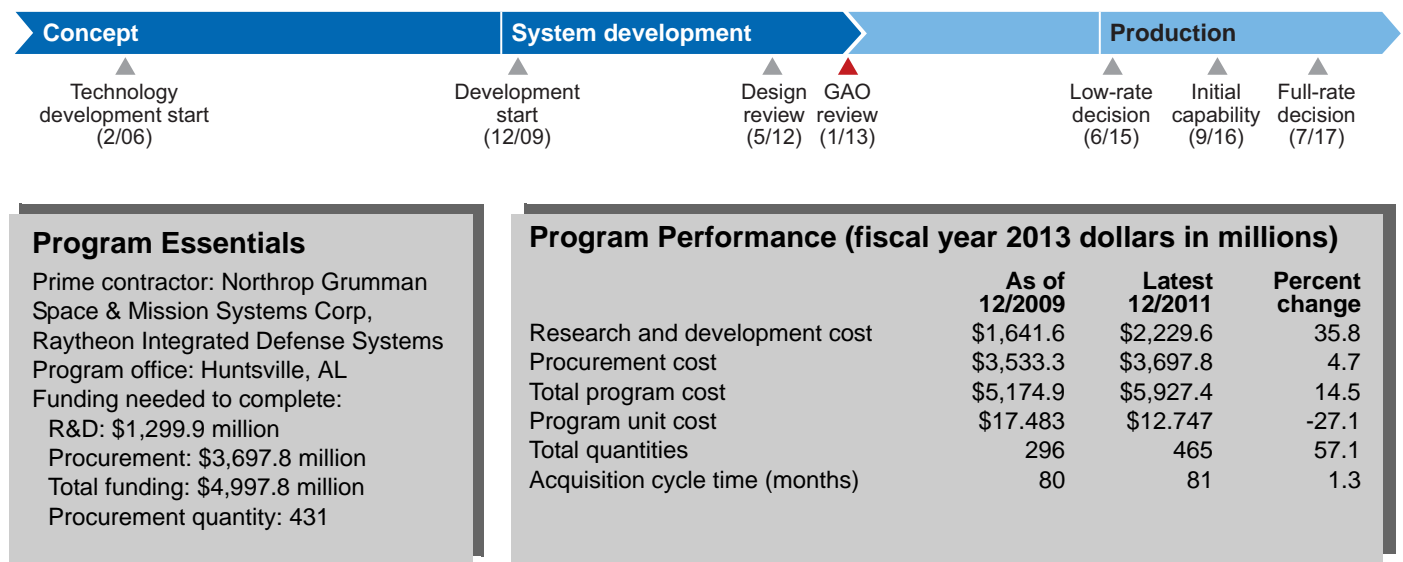 Concept
System development
Production
Technology
development start
(2/06)
Development
start
(12/09)
Design
review
(5/12)
GAO
review
(1/13)
Low-rate
decision
(6/15)
Initial
capability
(9/16)
Full-rate
decision
(7/17)
Program Essentials
Prime contractor: Northrop Grumman
Space & Mission Systems Corp,
Raytheon Integrated Defense Systems
Program office: Huntsville, AL
Funding needed to complete:
R&D: $1,299.9 million
Procurement: $3,697.8 million
Total funding: $4,997.8 million
Procurement quantity: 431
Program Performance (fiscal year 2013 dollars in millions)
As of Latest Percent
12/2009 12/2011 change
Research and development cost $1,641.6 $2,229.6 35.8
Procurement cost $3,533.3 $3,697.8 4.7
Total program cost $5,174.9 $5,927.4 14.5
Program unit cost $17.483 $12.747 -27.1
Total quantities 296 465 57.1
Acquisition cycle time (months) 80 81 1.3